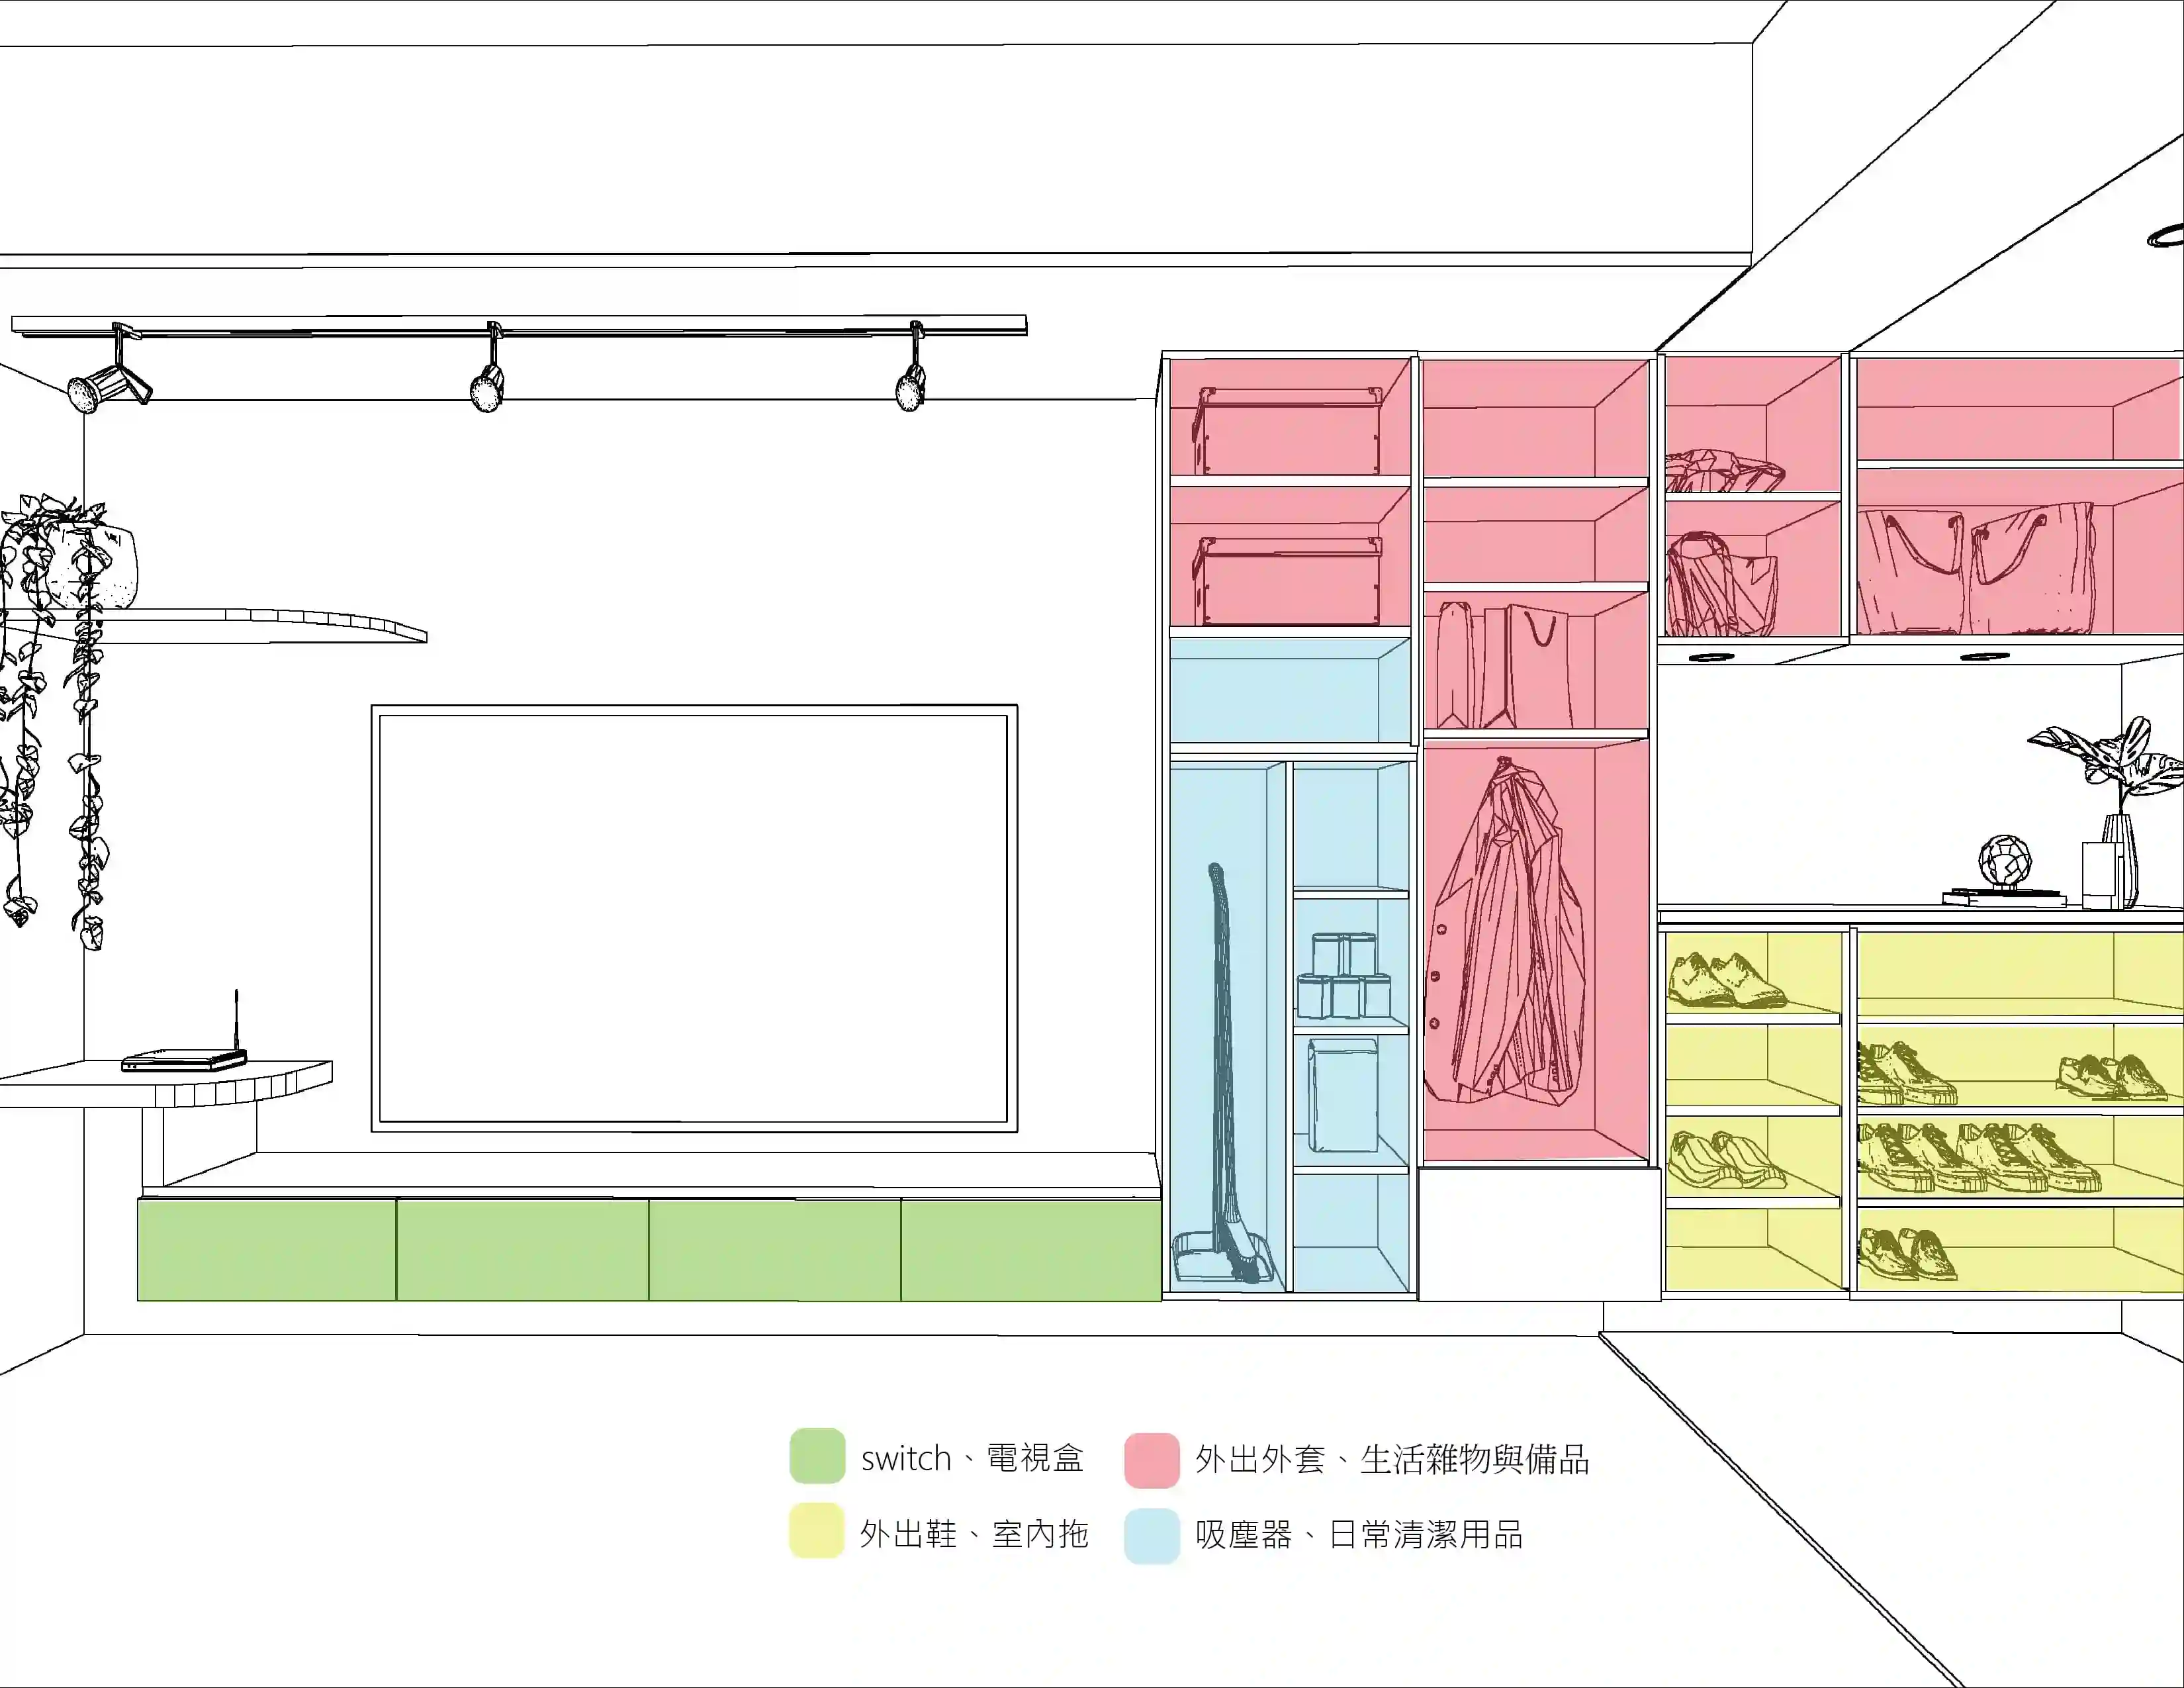 switch、電視盒
外出外套、生活雜物與備品
外出鞋、室內拖
吸塵器、日常清潔用品